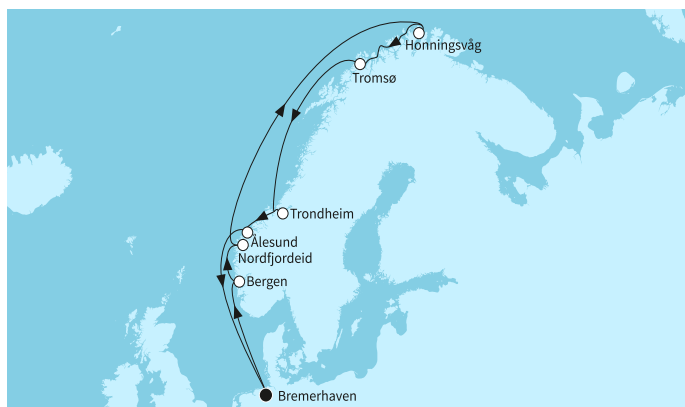 Honningsvåg
Tromsø
Trondheim
Ålesund
Nordfjordeid
Bergen
Bremerhaven